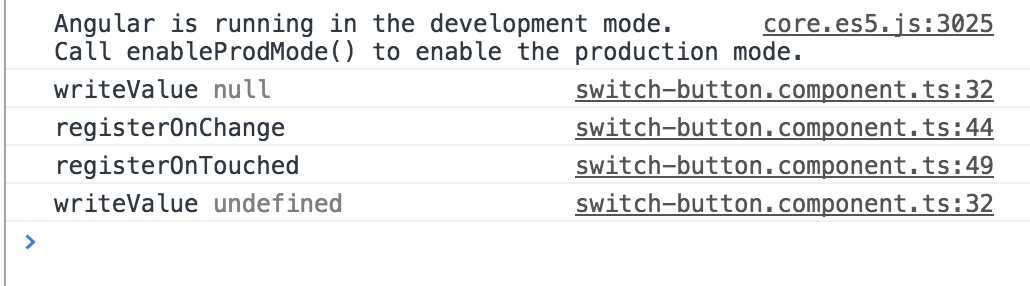 Angular is running in the development mode. core.es5.js:3025
Call enableProdMode() to enable the production mode.
writeValue null switch-button.component.ts:32
registerOnChange switch-button.component.ts:44
registerOnTouched switch-button.component.ts:49
writeValue undefined switch-button.component.ts:32